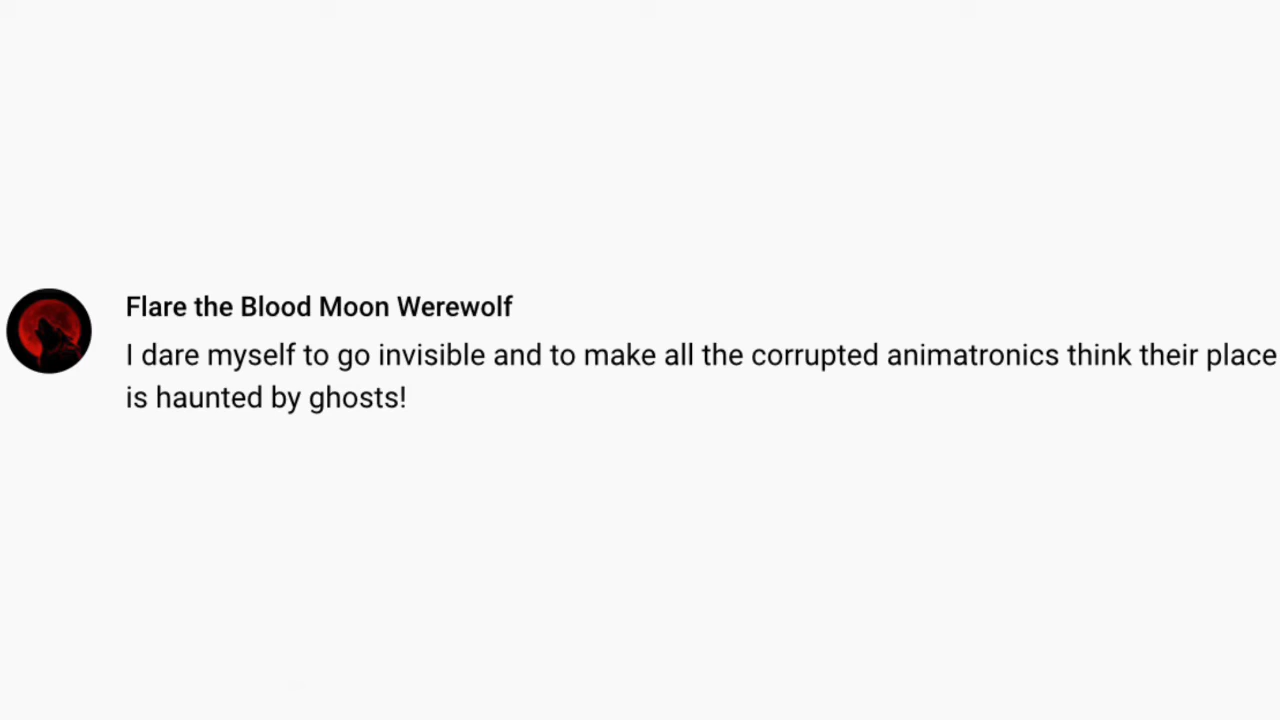 Flare the Blood Moon Werewolf
I dare myself to go invisible and to make all the corrupted animatronics think their place
is haunted by ghosts!